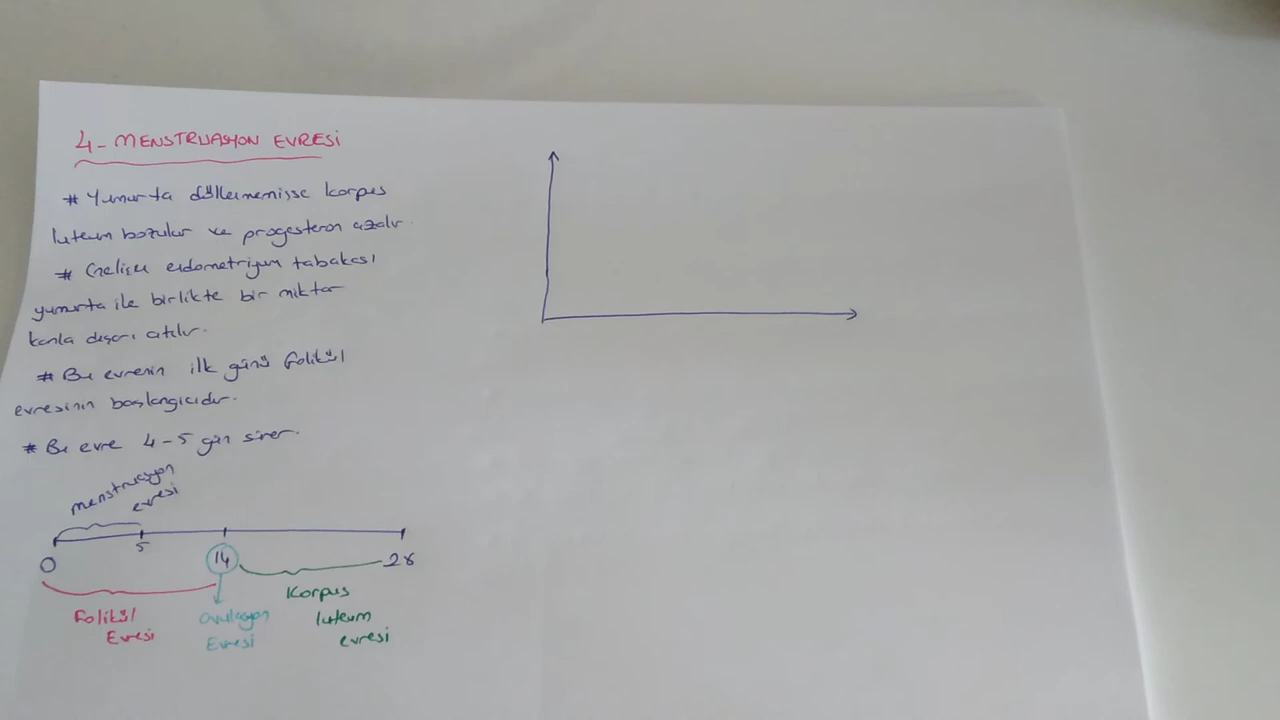 4- MENSTRUASYON EVRESİ
# Yumurta döllenmemişse korpus
luteum bozulur ve progesteron azalır.
# Gelişen endometriyum tabakası
yumurta ile birlikte bir miktar
kanla dışarı atılır.
# Bu evrenin ilk günü folikül
evresinin başlangıcıdır.
# Bu evre 4-5 gün sürer.
menstruasyon
evresi
0 5 14 28
Folikül
Evresi
Ovulasyon
Evresi
Korpus
luteum
evresi